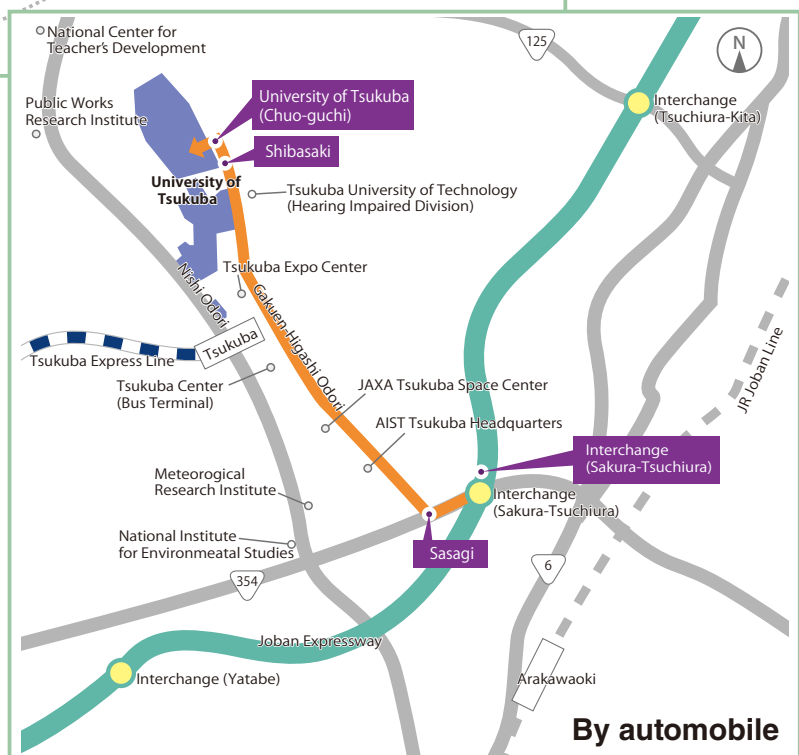 National Center for
Teacher's Development
125
N
Public Works
Research Institute
University of Tsukuba
(Chuo-guchi)
Interchange
(Tsuchiura-Kita)
Shibasaki
University of
Tsukuba
Tsukuba University of Technology
(Hearing Impaired Division)
Tsukuba Expo Center
Nishi Odori
Gakuen-Higashi Odori
Tsukuba
Tsukuba Express Line
JR Joban Line
Tsukuba Center
(Bus Terminal)
JAXA Tsukuba Space Center
AIST Tsukuba Headquarters
Interchange
(Sakura-Tsuchiura)
Meteorogical
Research Institute
Interchange
(Sakura-Tsuchiura)
National Institute
for Environmeatal Studies
Sasagi
354
6
Joban Expressway
Interchange (Yatabe)
Arakawaoki
By automobile